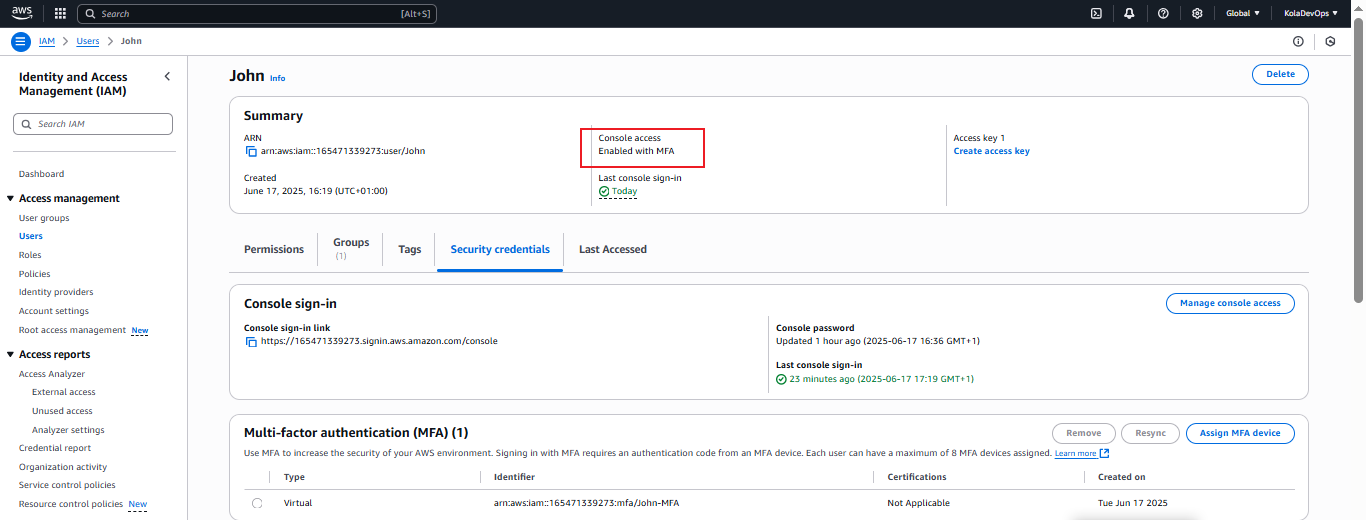 aws
Search
[Alt+S]
Global
KolaDevOps
IAM
Users
John
Identity and Access
Management (IAM)
Search IAM
Dashboard
Access management
User groups
Users
Roles
Policies
Identity providers
Account settings
Root access management New
Access reports
Access Analyzer
External access
Unused access
Analyzer settings
Credential report
Organization activity
Service control policies
Resource control policies New
John Info
Delete
Summary
ARN
arn:aws:iam::165471339273:user/John
Created
June 17, 2025, 16:19 (UTC+01:00)
Console access
Enabled with MFA
Last console sign-in
Today
Access key 1
Create access key
Permissions
Groups
(1)
Tags
Security credentials
Last Accessed
Console sign-in
Manage console access
Console sign-in link
https://165471339273.signin.aws.amazon.com/console
Console password
Updated 1 hour ago (2025-06-17 16:36 GMT+1)
Last console sign-in
23 minutes ago (2025-06-17 17:19 GMT+1)
Multi-factor authentication (MFA) (1)
Remove
Resync
Assign MFA device
Use MFA to increase the security of your AWS environment. Signing in with MFA requires an authentication code from an MFA device. Each user can have a maximum of 8 MFA devices assigned. Learn more
Type
Identifier
Certifications
Created on
Virtual
arn:aws:iam::165471339273:mfa/John-MFA
Not Applicable
Tue Jun 17 2025